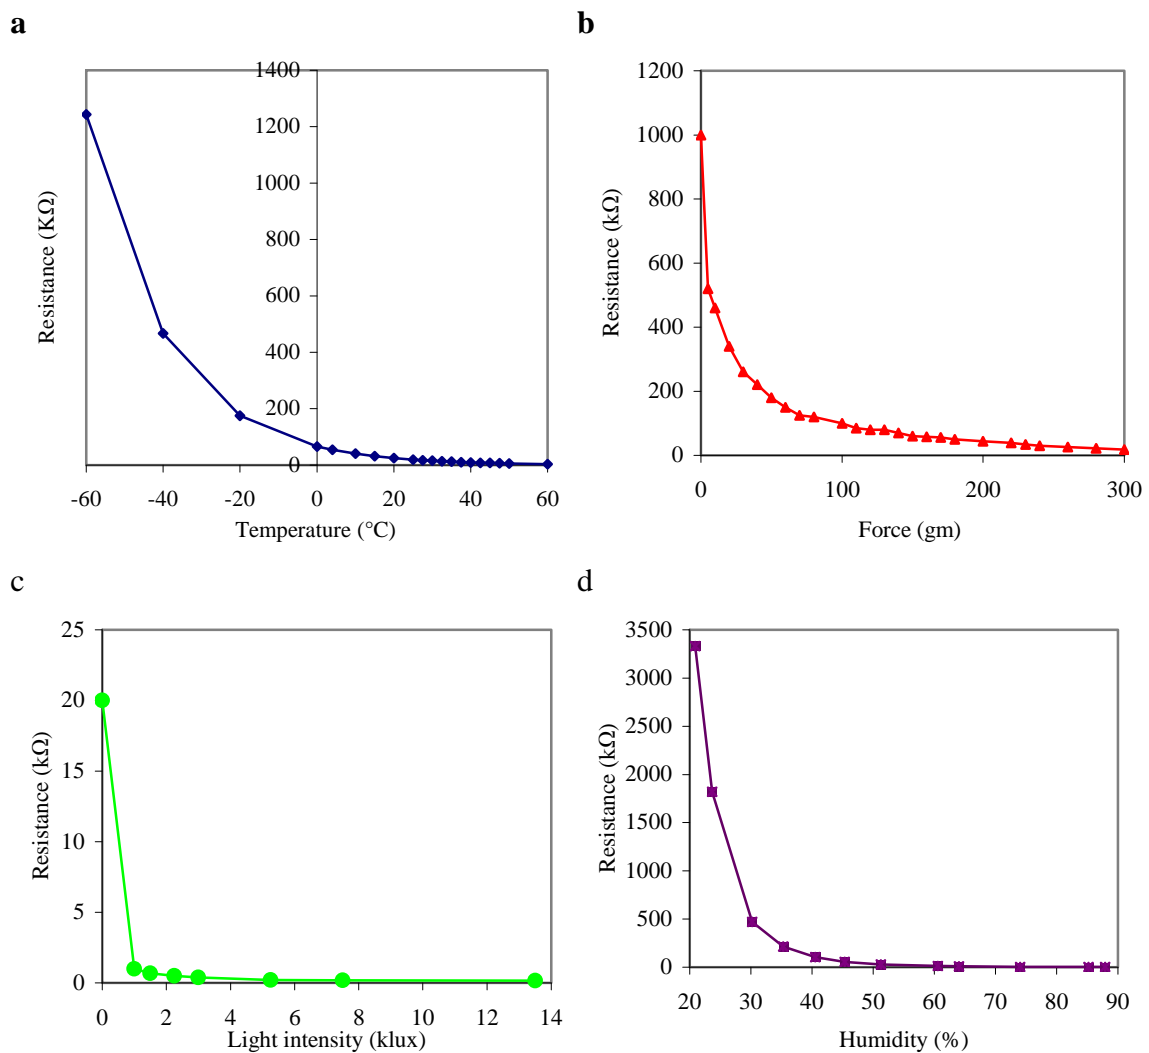 a
1400
1200
1000
800
600
400
200
0
-60 -40 -20 0 20 40 60
Resistance (KΩ)
Temperature (°C)
b
1200
1000
800
600
400
200
0
0 100 200 300
Resistance (kΩ)
Force (gm)
c
25
20
15
10
5
0
0 2 4 6 8 10 12 14
Resistance (kΩ)
Light intensity (klux)
d
3500
3000
2500
2000
1500
1000
500
0
20 30 40 50 60 70 80 90
Resistance (kΩ)
Humidity (%)